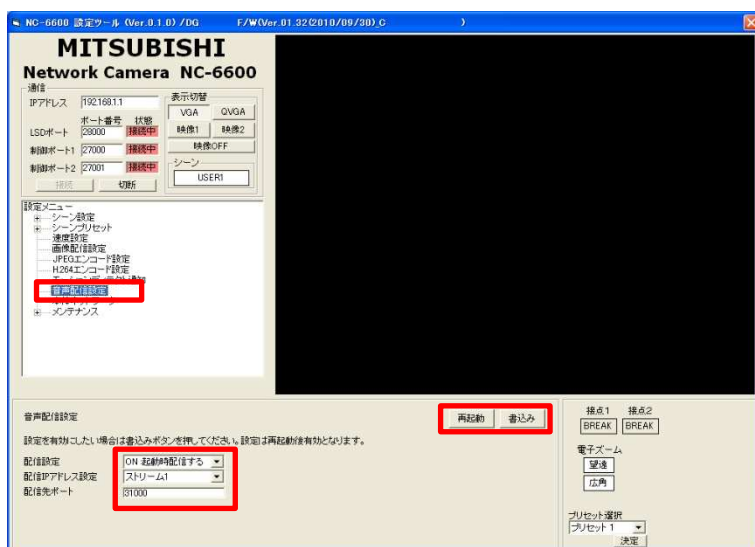 NC-6600 設定ツール (Ver.0.1.0) /DG F/W(Ver.01.32(2010/09/30)_C )
MITSUBISHI
Network Camera NC-6600
通信
IPアドレス 192.168.1.1
ポート番号 状態
LSDポート 28000 接続中
制御ポート1 27000 接続中
制御ポート2 27001 接続中
接続 切断
表示切替
VGA QVGA
映像1 映像2
映像OFF
シーン
USER1
設定メニュー
シーン設定
シーンプリセット
速度設定
画像配信設定
JPEGエンコード設定
H264エンコード設定
音声配信設定
メンテナンス
音声配信設定
再起動 書込み
設定を有効にしたい場合は書込みボタンを押してください。設定は再起動後有効となります。
配信設定 ON 起動時配信する
配信IPアドレス設定 ストリーム1
配信先ポート 31000
接点1 接点2
BREAK BREAK
電子ズーム
望遠
広角
プリセット選択
プリセット 1
決定